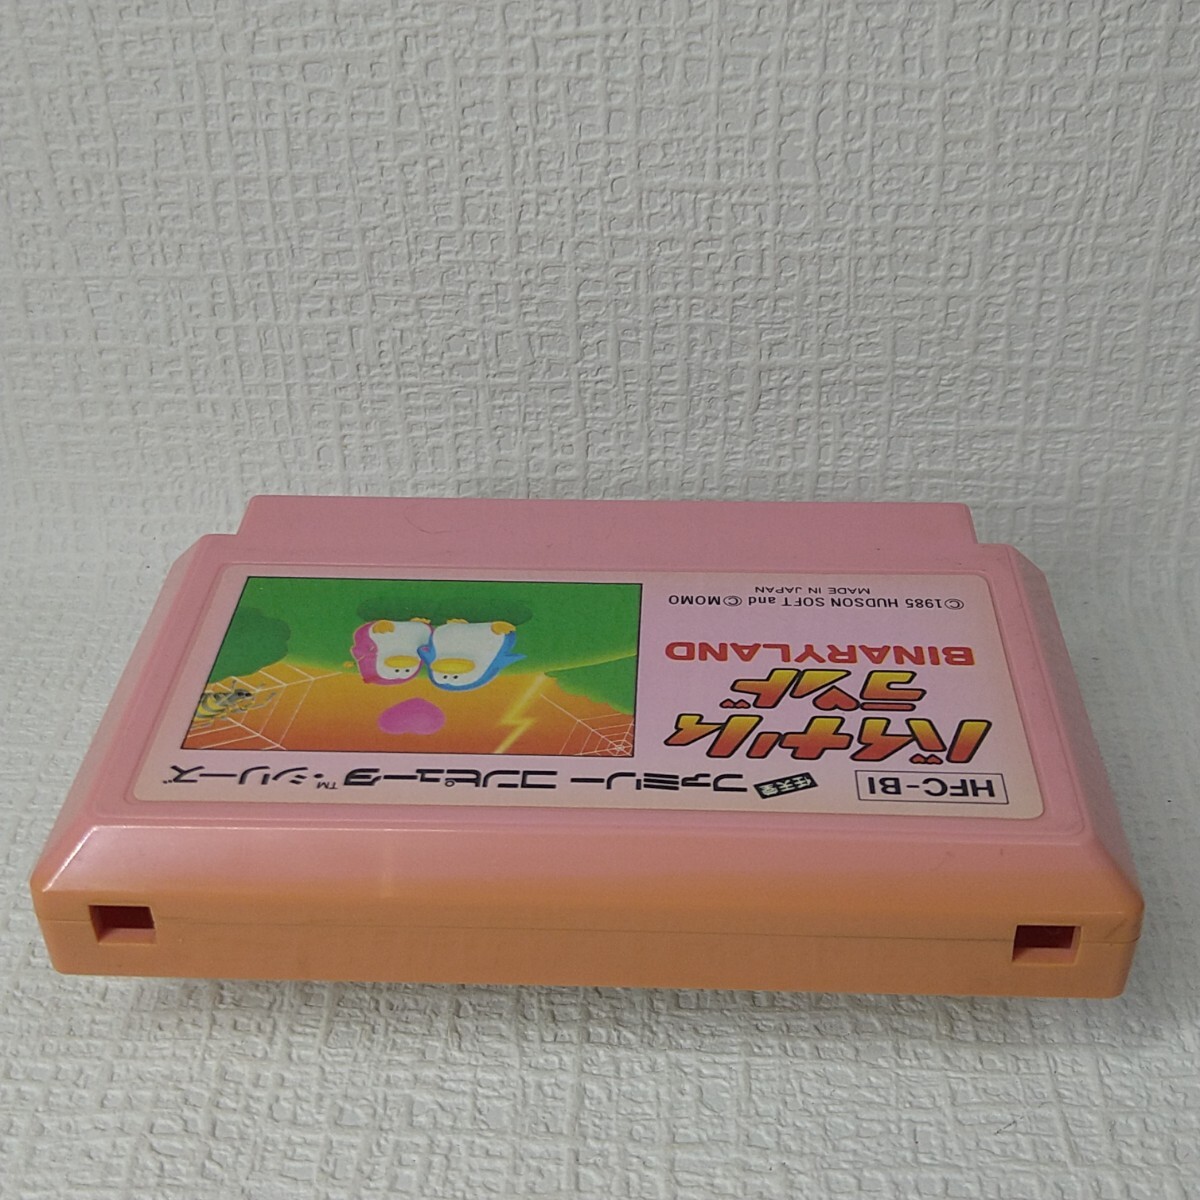 HFC-BI 任天堂 ファミリー コンピュータ™・シリーズ
バイナリィ
ランド
BINARYLAND
©1985 HUDSON SOFT and ©MOMO
MADE IN JAPAN